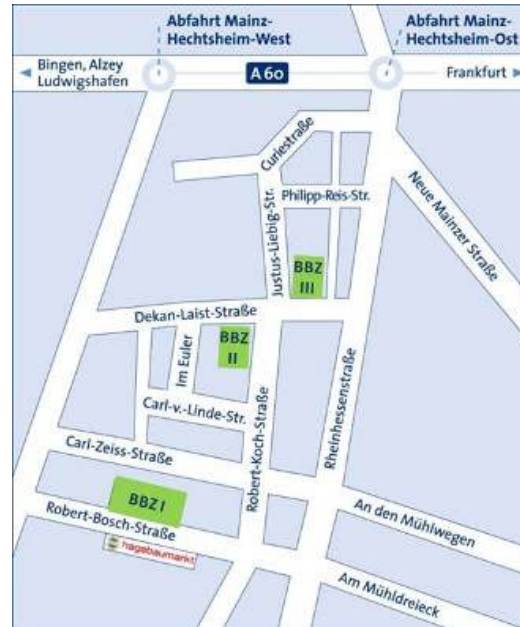 Abfahrt Mainz-
Hechtsheim-West
Abfahrt Mainz-
Hechtsheim-Ost
Bingen, Alzey
Ludwigshafen
A 60
Frankfurt
Curiestraße
Philipp-Reis-Str.
Justus-Liebig-Str.
Neue Mainzer Straße
BBZ
III
Dekan-Laist-Straße
BBZ
II
Im Euler
Carl-v.-Linde-Str.
Robert-Koch-Straße
Rheinhessenstraße
Carl-Zeiss-Straße
BBZ I
Robert-Bosch-Straße
hagebaumarkt
An den Mühlwegen
Am Mühldreieck